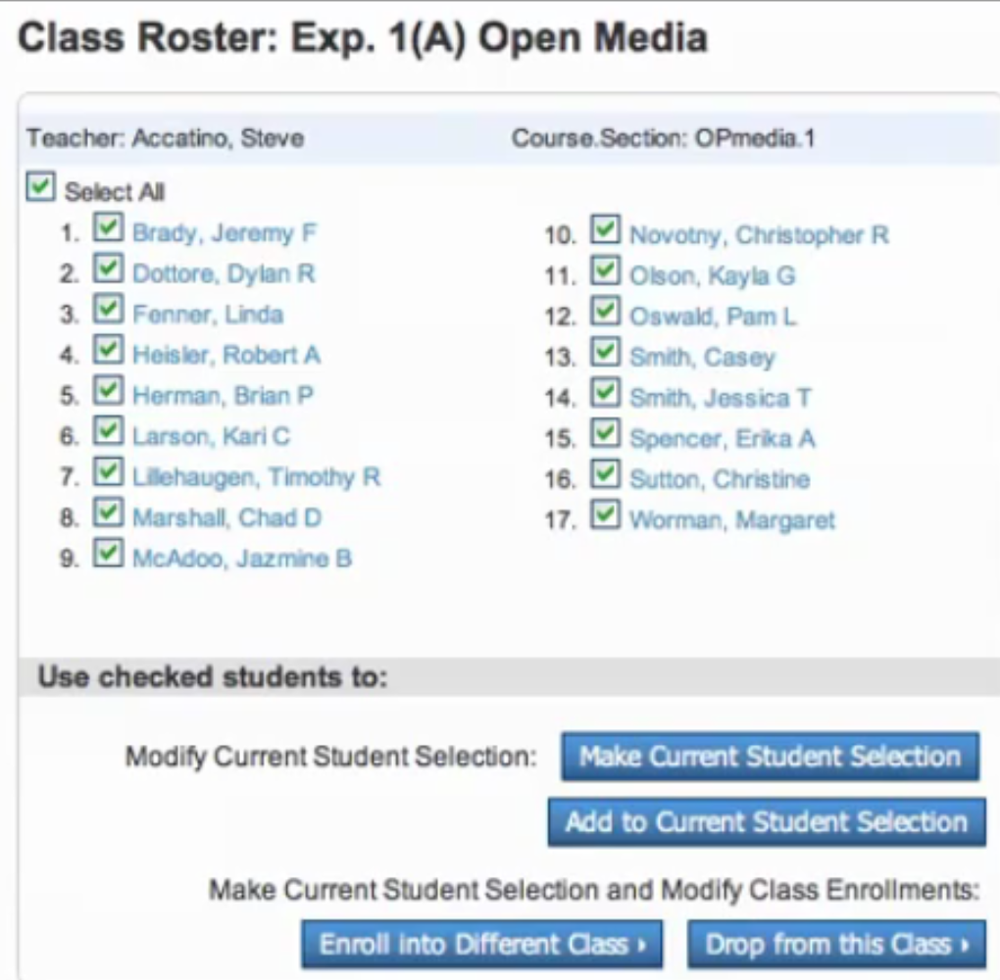 Class Roster: Exp. 1(A) Open Media
Teacher: Accatino, Steve Course.Section: OPmedia.1
Select All
1. Brady, Jeremy F
2. Dottore, Dylan R
3. Fenner, Linda
4. Heisler, Robert A
5. Herman, Brian P
6. Larson, Kari C
7. Lillehaugen, Timothy R
8. Marshall, Chad D
9. McAdoo, Jazmine B
10. Novotny, Christopher R
11. Olson, Kayla G
12. Oswald, Pam L
13. Smith, Casey
14. Smith, Jessica T
15. Spencer, Erika A
16. Sutton, Christine
17. Worman, Margaret
Use checked students to:
Modify Current Student Selection: Make Current Student Selection
Add to Current Student Selection
Make Current Student Selection and Modify Class Enrollments:
Enroll into Different Class › Drop from this Class ›